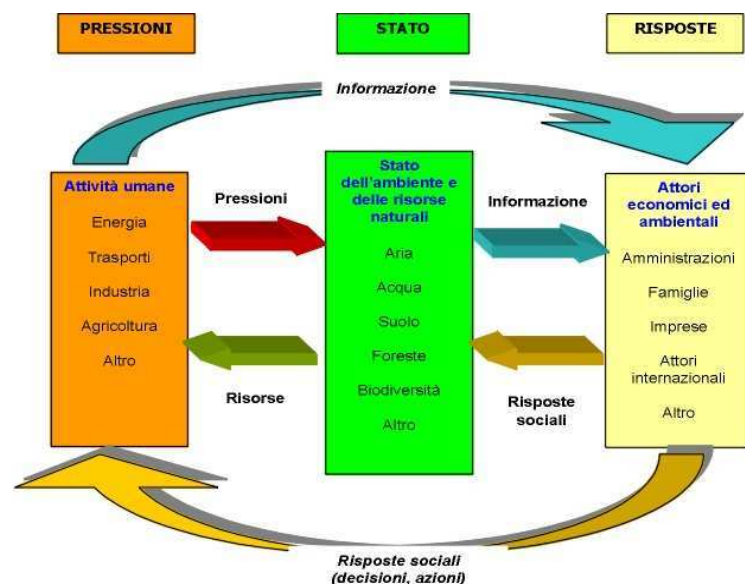 PRESSIONI
STATO
RISPOSTE
Informazione
Attività umane
Energia
Trasporti
Industria
Agricoltura
Altro
Pressioni
Risorse
Stato
dell'ambiente e
delle risorse
naturali
Aria
Acqua
Suolo
Foreste
Biodiversità
Altro
Informazione
Risposte
sociali
Attori
economici ed
ambientali
Amministrazioni
Famiglie
Imprese
Attori
internazionali
Altro
Risposte sociali
(decisioni, azioni)